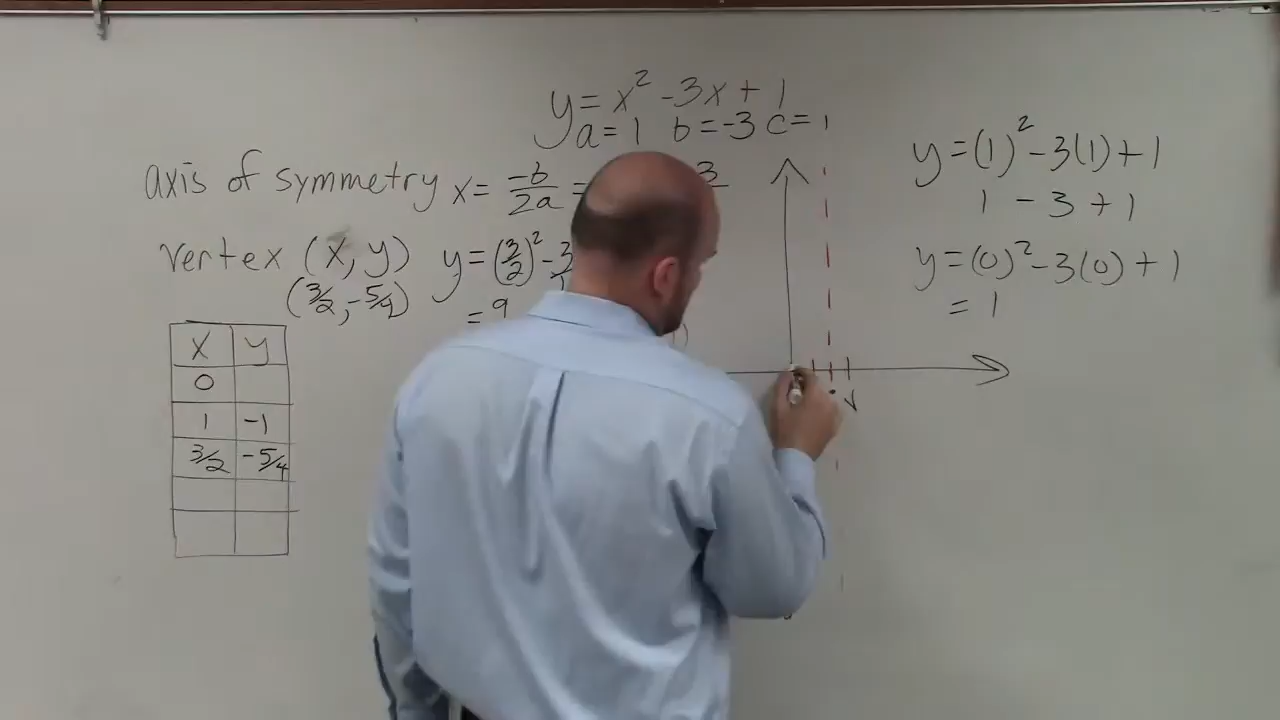 y = x² - 3x + 1
a = 1 b = -3 c = 1
axis of symmetry x = -b/2a = 3
vertex (x, y) y = (3/2)² - 3
(3/2, -5/4) = 9
x y
0
1 -1
3/2 -5/4
y = (1)² - 3(1) + 1
1 - 3 + 1
y = (0)² - 3(0) + 1
= 1